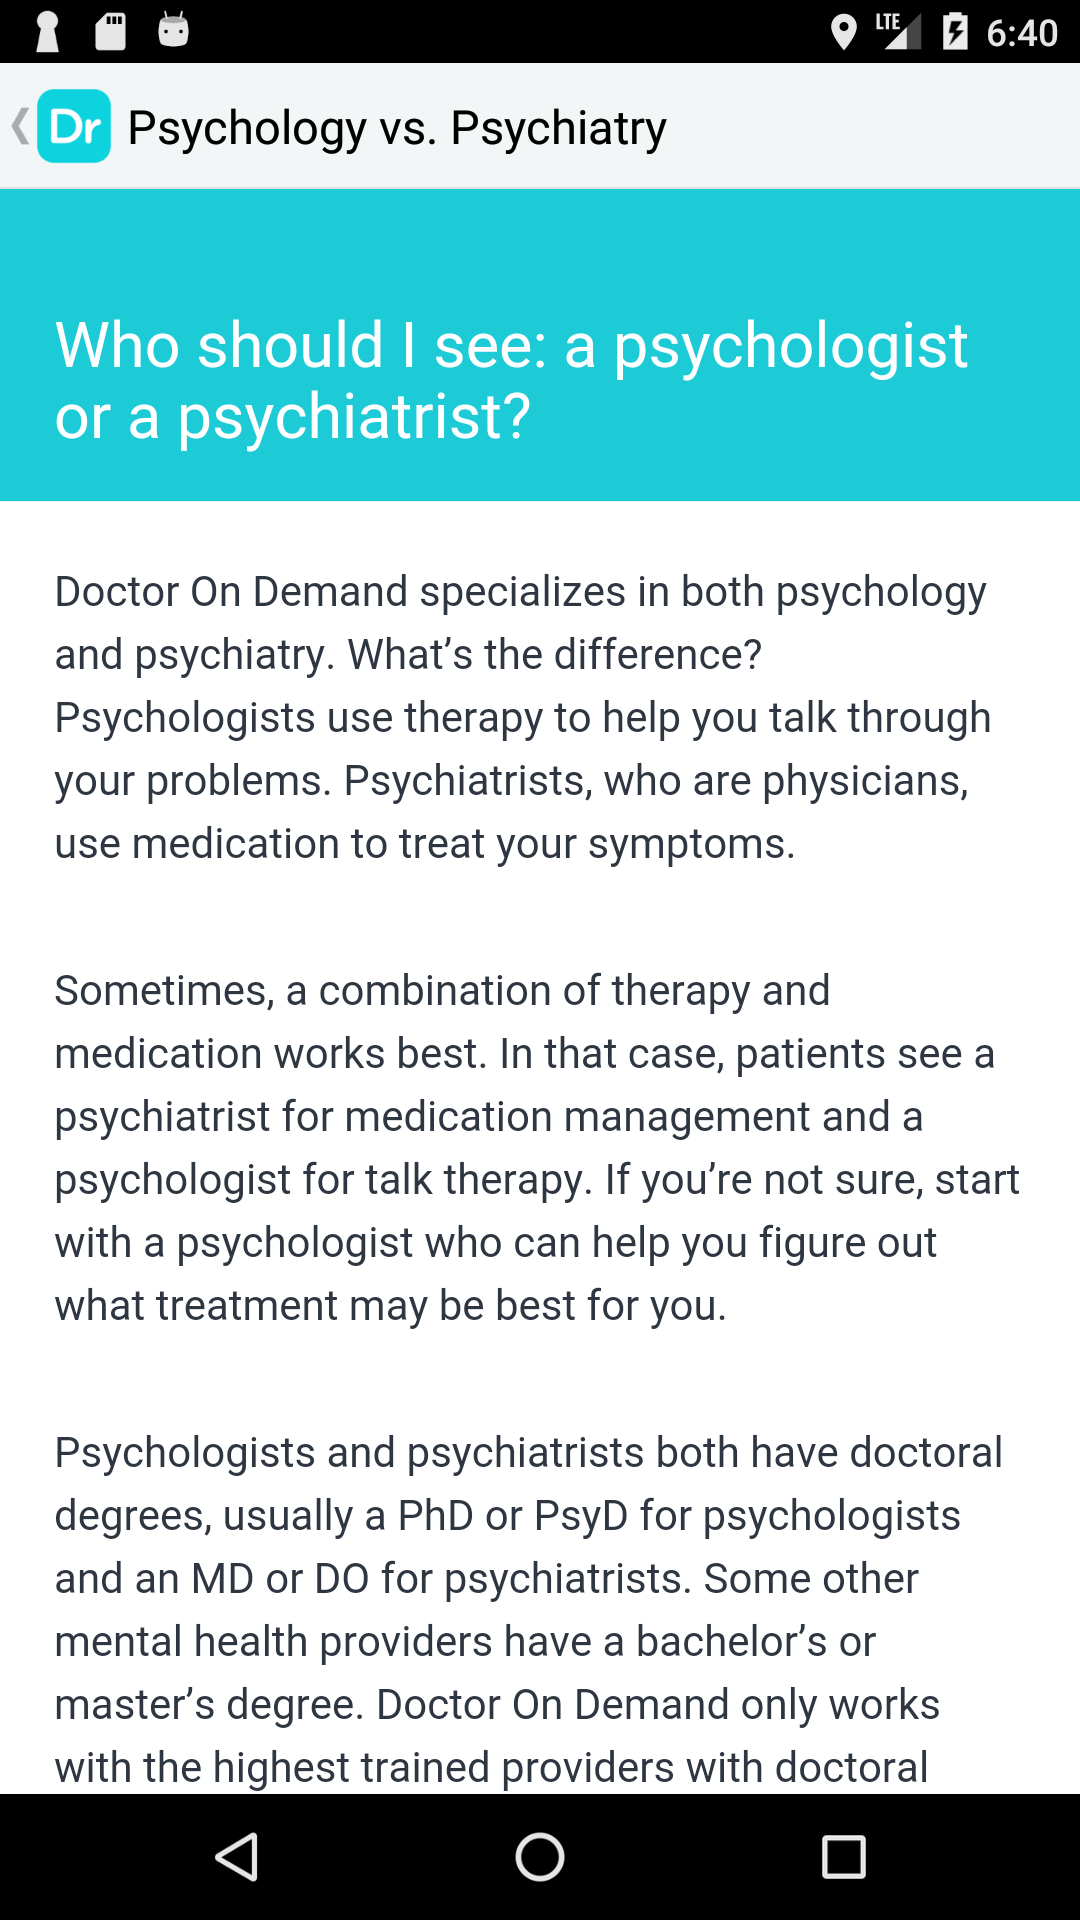 LTE 6:40
Dr Psychology vs. Psychiatry
Who should I see: a psychologist
or a psychiatrist?
Doctor On Demand specializes in both psychology
and psychiatry. What’s the difference?
Psychologists use therapy to help you talk through
your problems. Psychiatrists, who are physicians,
use medication to treat your symptoms.
Sometimes, a combination of therapy and
medication works best. In that case, patients see a
psychiatrist for medication management and a
psychologist for talk therapy. If you’re not sure, start
with a psychologist who can help you figure out
what treatment may be best for you.
Psychologists and psychiatrists both have doctoral
degrees, usually a PhD or PsyD for psychologists
and an MD or DO for psychiatrists. Some other
mental health providers have a bachelor’s or
master’s degree. Doctor On Demand only works
with the highest trained providers with doctoral